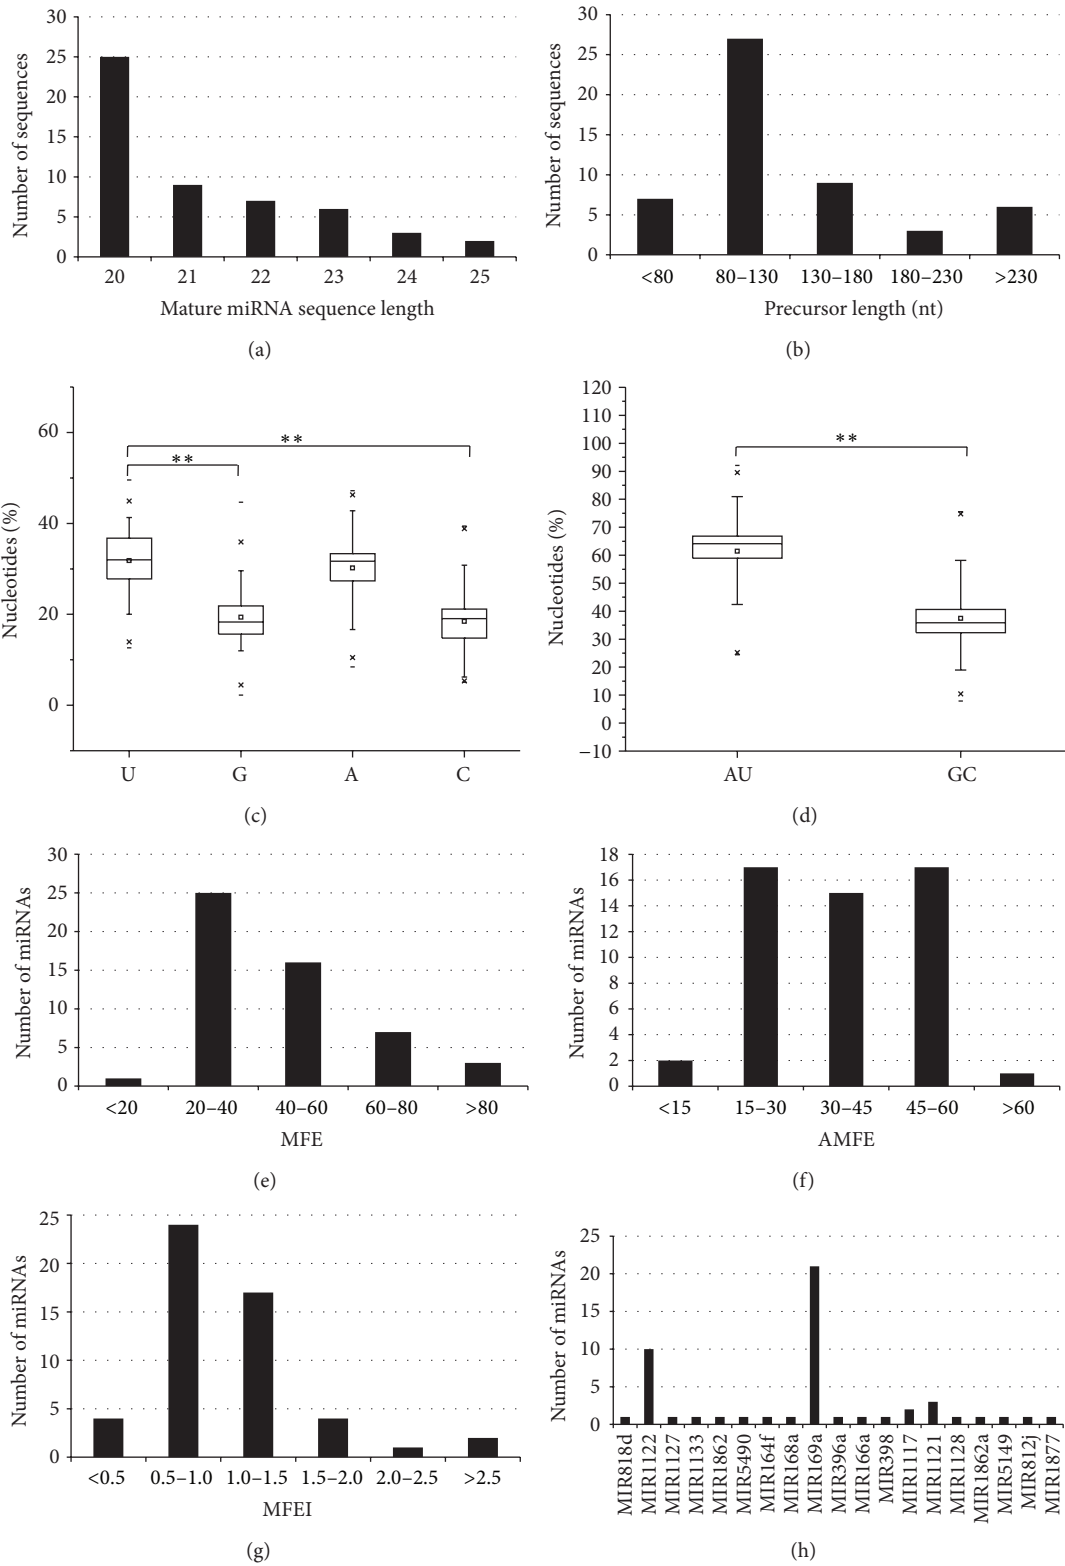 30
25
20
15
10
5
0
Number of sequences
20 21 22 23 24 25
Mature miRNA sequence length
(a)
30
25
20
15
10
5
0
Number of sequences
<80 80–130 130–180 180–230 >230
Precursor length (nt)
(b)
60
40
20
0
Nucleotides (%)
**
**
U G A C
(c)
120
110
100
90
80
70
60
50
40
30
20
10
0
−10
Nucleotides (%)
**
AU GC
(d)
30
25
20
15
10
5
0
Number of miRNAs
<20 20–40 40–60 60–80 >80
MFE
(e)
18
16
14
12
10
8
6
4
2
0
Number of miRNAs
<15 15–30 30–45 45–60 >60
AMFE
(f)
25
20
15
10
5
0
Number of miRNAs
<0.5 0.5–1.0 1.0–1.5 1.5–2.0 2.0–2.5 >2.5
MFEI
(g)
25
20
15
10
5
0
Number of miRNAs
MIR818d
MIR1122
MIR1127
MIR1133
MIR1862
MIR5490
MIR164f
MIR168a
MIR169a
MIR396a
MIR166a
MIR398
MIR1117
MIR1121
MIR1128
MIR1862a
MIR5149
MIR812j
MIR1877
(h)